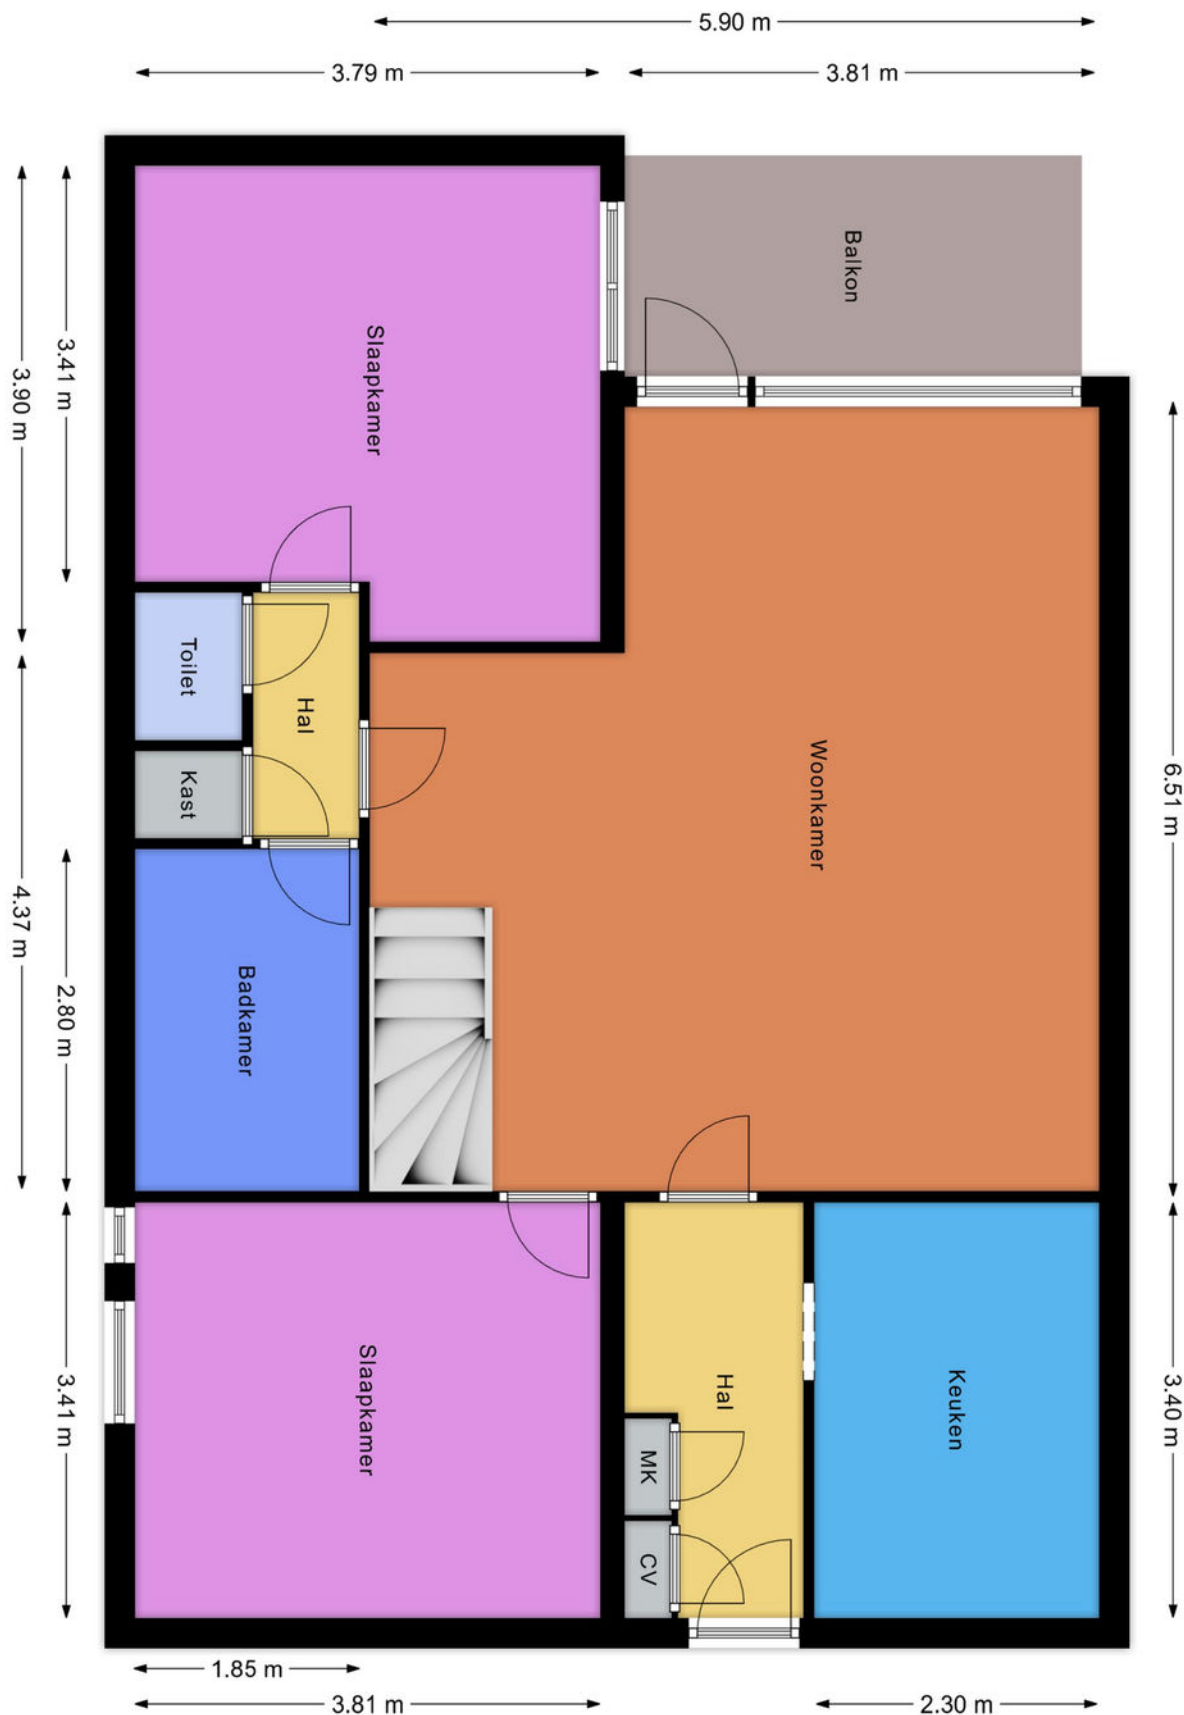 5.90 m
3.79 m
3.81 m
Balkon
Slaapkamer
3.41 m
3.90 m
Toilet
Hal
Kast
Woonkamer
6.51 m
4.37 m
2.80 m
Badkamer
Slaapkamer
3.41 m
Hal
MK
CV
Keuken
3.40 m
1.85 m
3.81 m
2.30 m